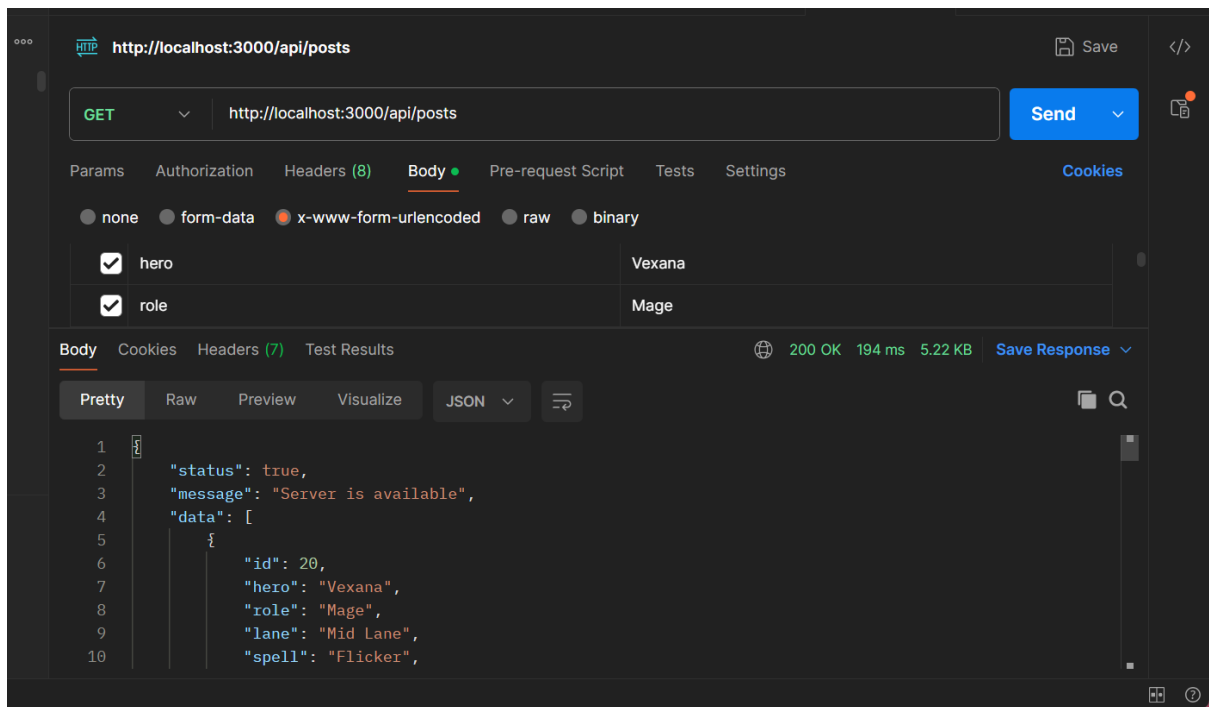 HTTP http://localhost:3000/api/posts Save </>
GET http://localhost:3000/api/posts Send
Params Authorization Headers (8) Body Pre-request Script Tests Settings Cookies
none form-data x-www-form-urlencoded raw binary
hero Vexana
role Mage
Body Cookies Headers (7) Test Results 200 OK 194 ms 5.22 KB Save Response
Pretty Raw Preview Visualize JSON
1 {
2 "status": true,
3 "message": "Server is available",
4 "data": [
5 {
6 "id": 20,
7 "hero": "Vexana",
8 "role": "Mage",
9 "lane": "Mid Lane",
10 "spell": "Flicker",